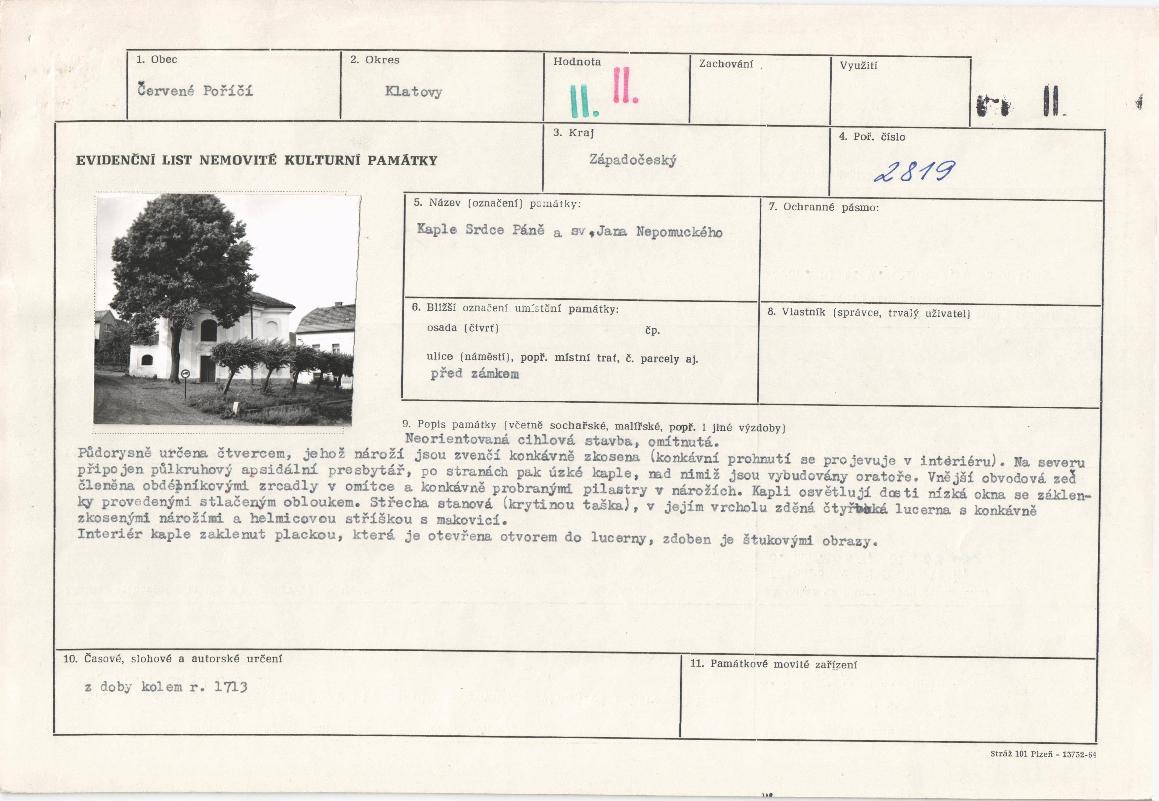 1. Obec
2. Okres
Hodnota
Zachování
Využití
Červené Poříčí
Klatovy
II.
II.
II.
3. Kraj
4. Poř. číslo
EVIDENČNÍ LIST NEMOVITÉ KULTURNÍ PAMÁTKY
Západočeský
2819
5. Název (označení) památky:
7. Ochranné pásmo:
Kaple Srdce Páně a sv.Jana Nepomuckého
6. Bližší označení umístění památky:
8. Vlastník (správce, trvalý uživatel)
osada (čtvrť) čp.
ulice (náměstí), popř. místní trať, č. parcely aj.
před zámkem
9. Popis památky (včetně sochařské, malířské, popř. i jiné výzdoby)
Neorientovaná cihlová stavba, omítnutá.
Půdorysně určena čtvercem, jehož nároží jsou zvenčí konkávně zkosena (konkávní prohnutí se projevuje v interiéru). Na severu
připojen půlkruhový apsidální presbytář, po stranách pak úzké kaple, nad nimiž jsou vybudovány oratoře. Vnější obvodová zeď
členěna obdélníkovými zrcadly v omítce a konkávně probranými pilastry v nárožích. Kapli osvětlují dosti nízká okna se záklen-
ky provedenými stlačeným obloukem. Střecha stanová (krytinou taška), v jejím vrcholu zděná čtyřboká lucerna s konkávně
zkosenými nárožími a helmicovou stříškou s makovicí.
Interiér kaple zaklenut plackou, která je otevřena otvorem do lucerny, zdoben je štukovými obrazy.
10. Časové, slohové a autorské určení
11. Památkové movité zařízení
z doby kolem r. 1713
Stráž 101 Plzeň - 13752-64